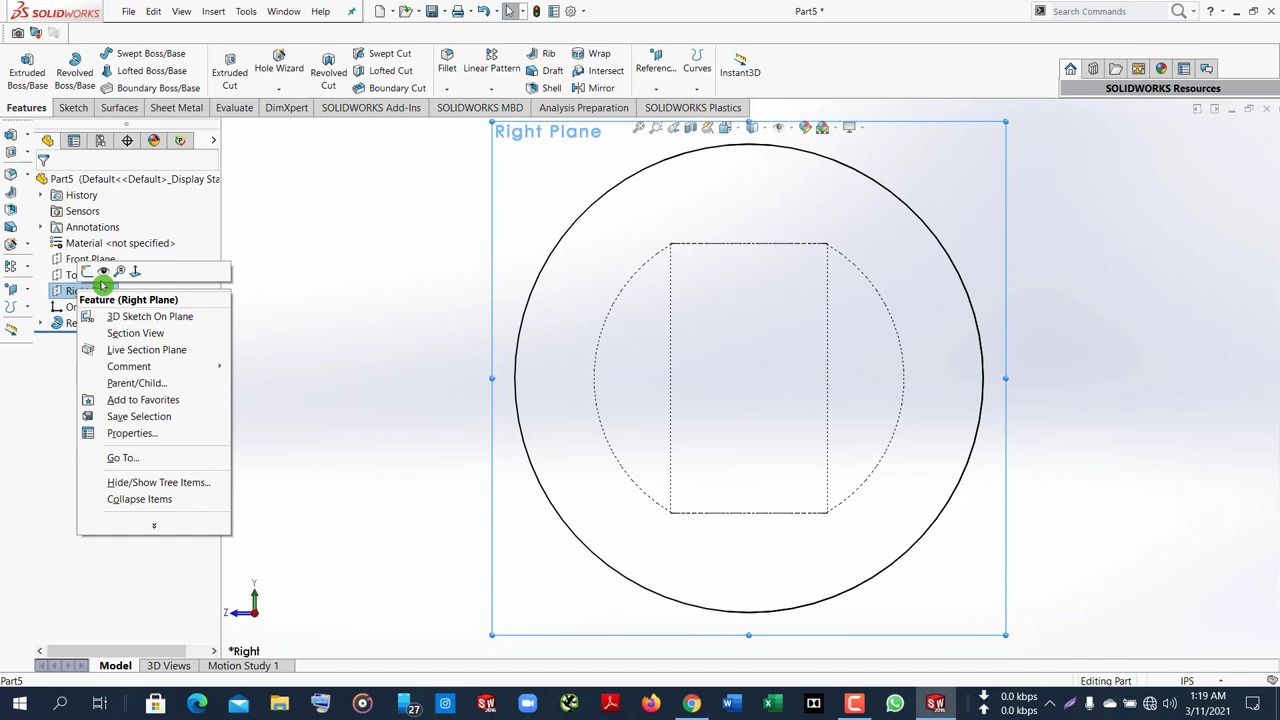 SOLIDWORKS
File
Edit
View
Insert
Tools
Window
Help
Part5 *
Search Commands
Extruded Boss/Base
Revolved Boss/Base
Swept Boss/Base
Lofted Boss/Base
Boundary Boss/Base
Extruded Cut
Hole Wizard
Revolved Cut
Swept Cut
Lofted Cut
Boundary Cut
Fillet
Linear Pattern
Rib
Draft
Shell
Wrap
Intersect
Mirror
Referenc...
Curves
Instant3D
SOLIDWORKS Resources
Features
Sketch
Surfaces
Sheet Metal
Evaluate
DimXpert
SOLIDWORKS Add-Ins
SOLIDWORKS MBD
Analysis Preparation
SOLIDWORKS Plastics
Right Plane
Part5 (Default<<Default>_Display Sta
History
Sensors
Annotations
Material <not specified>
Front Plane
To
Rig
Or
Re
Feature (Right Plane)
3D Sketch On Plane
Section View
Live Section Plane
Comment
Parent/Child...
Add to Favorites
Save Selection
Properties...
Go To...
Hide/Show Tree Items...
Collapse Items
Y
Z
*Right
Model
3D Views
Motion Study 1
Part5
Editing Part
IPS
27
0.0 kbps
0.0 kbps
1:19 AM
3/11/2021